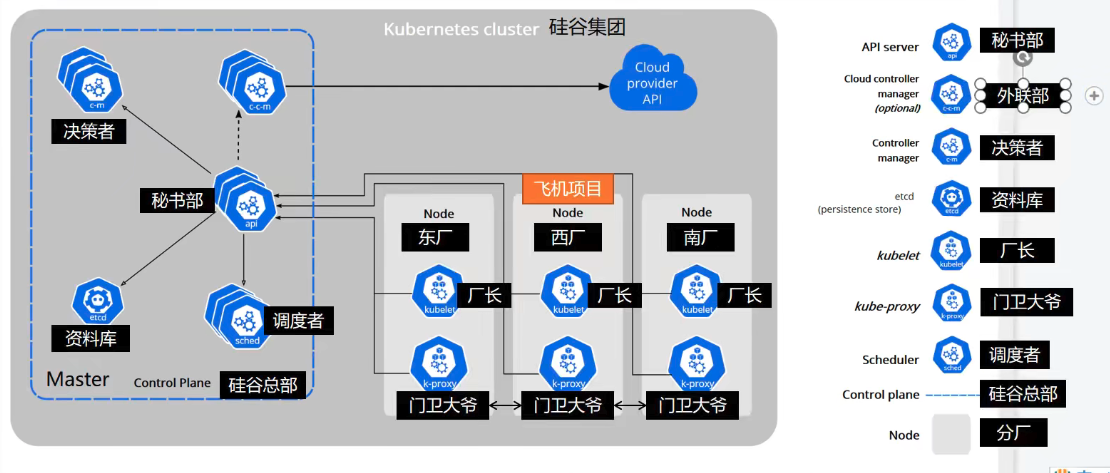 Kubernetes cluster 硅谷集团
c-m
决策者
c-c-m
Cloud
provider
API
秘书部
api
etcd
资料库
sched
调度者
Master
Control Plane
硅谷总部
飞机项目
Node
东厂
kubelet
厂长
k-proxy
门卫大爷
Node
西厂
kubelet
厂长
k-proxy
门卫大爷
Node
南厂
kubelet
厂长
k-proxy
门卫大爷
API server
api
秘书部
Cloud controller
manager
(optional)
c-c-m
外联部
Controller
manager
c-m
决策者
etcd
(persistence store)
etcd
资料库
kubelet
kubelet
厂长
kube-proxy
k-proxy
门卫大爷
Scheduler
sched
调度者
Control plane
硅谷总部
Node
分厂